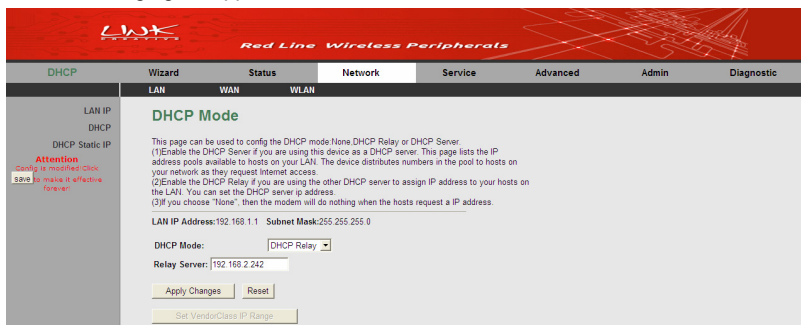 LINK
CREATIVE
Red Line Wireless Peripherals
DHCP
Wizard Status Network Service Advanced Admin Diagnostic
LAN WAN WLAN
LAN IP
DHCP
DHCP Static IP
Attention
Config is modified!Click
save to make it effective
forever!
DHCP Mode
This page can be used to config the DHCP mode:None,DHCP Relay or DHCP Server.
(1)Enable the DHCP Server if you are using this device as a DHCP server. This page lists the IP
address pools available to hosts on your LAN. The device distributes numbers in the pool to hosts on
your network as they request Internet access.
(2)Enable the DHCP Relay if you are using the other DHCP server to assign IP address to your hosts on
the LAN. You can set the DHCP server ip address.
(3)If you choose "None", then the modem will do nothing when the hosts request a IP address.
LAN IP Address:192.168.1.1 Subnet Mask:255.255.255.0
DHCP Mode: DHCP Relay
Relay Server: 192.168.2.242
Apply Changes Reset
Set VendorClass IP Range